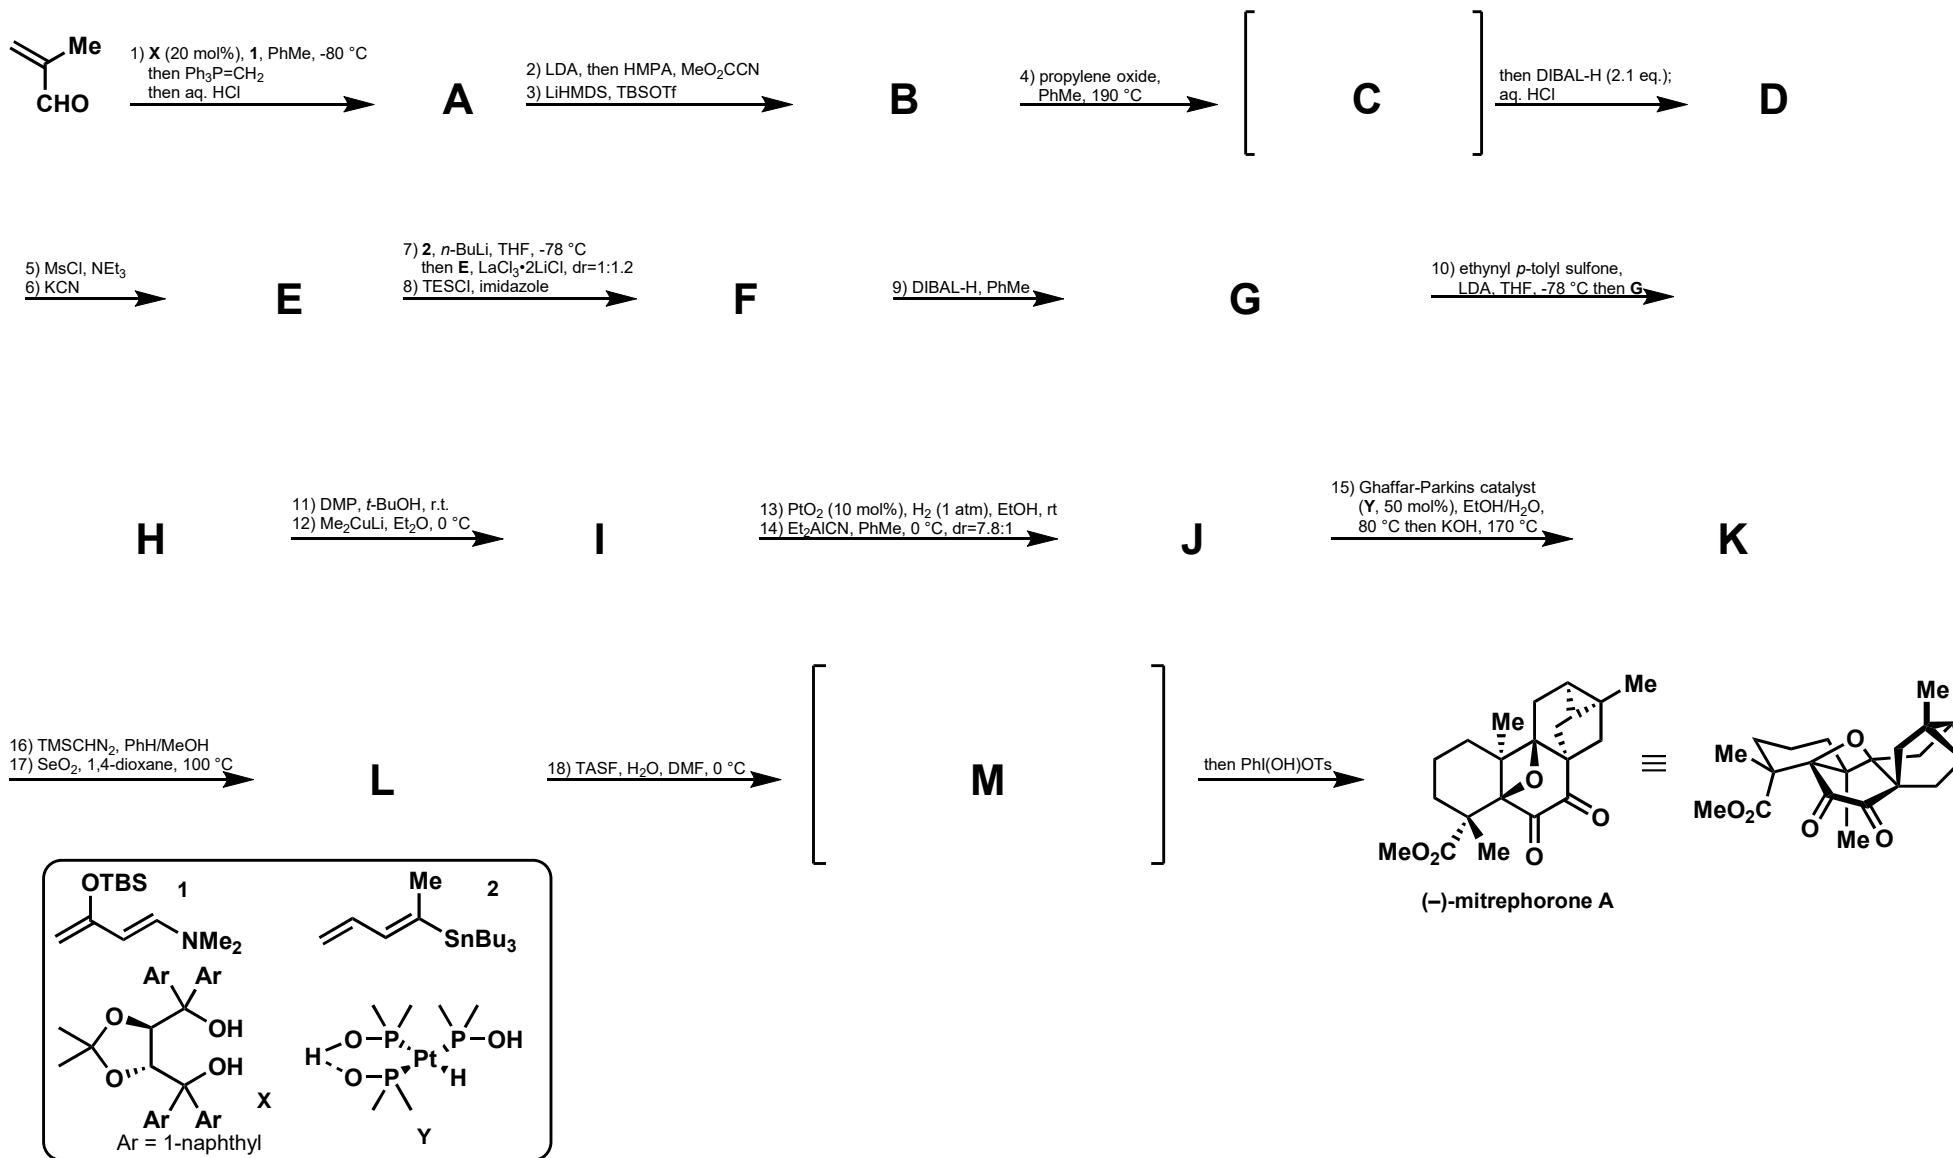 Me
CHO
1) X (20 mol%), 1, PhMe, -80 °C
then Ph₃P=CH₂
then aq. HCl
A
2) LDA, then HMPA, MeO₂CCN
3) LiHMDS, TBSOTf
B
4) propylene oxide,
PhMe, 190 °C
C
then DIBAL-H (2.1 eq.);
aq. HCl
D
5) MsCl, NEt₃
6) KCN
E
7) 2, n-BuLi, THF, -78 °C
then E, LaCl₃•2LiCl, dr=1:1.2
8) TESCl, imidazole
F
9) DIBAL-H, PhMe
G
10) ethynyl p-tolyl sulfone,
LDA, THF, -78 °C then G
H
11) DMP, t-BuOH, r.t.
12) Me₂CuLi, Et₂O, 0 °C
I
13) PtO₂ (10 mol%), H₂ (1 atm), EtOH, rt
14) Et₂AlCN, PhMe, 0 °C, dr=7.8:1
J
15) Ghaffar-Parkins catalyst
(Y, 50 mol%), EtOH/H₂O,
80 °C then KOH, 170 °C
K
16) TMSCHN₂, PhH/MeOH
17) SeO₂, 1,4-dioxane, 100 °C
L
18) TASF, H₂O, DMF, 0 °C
M
then PhI(OH)OTs
Me
Me
O
O
O
MeO₂C
Me
≡
Me
O
Me
MeO₂C
O
Me
O
(–)-mitrephorone A
OTBS
1
NMe₂
Me
2
SnBu₃
Ar
Ar
O
OH
OH
O
Ar
Ar
X
Ar = 1-naphthyl
O
P
P
OH
H
Pt
O
P
H
Y